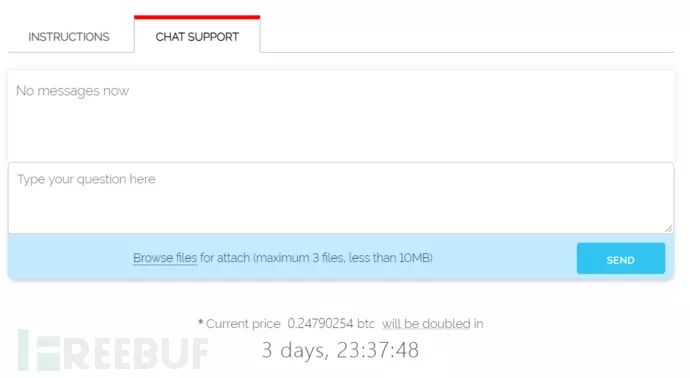 INSTRUCTIONS
CHAT SUPPORT
No messages now
Type your question here
Browse files for attach (maximum 3 files, less than 10MB)
SEND
* Current price 0.24790254 btc will be doubled in
3 days, 23:37:48
FREEBUF